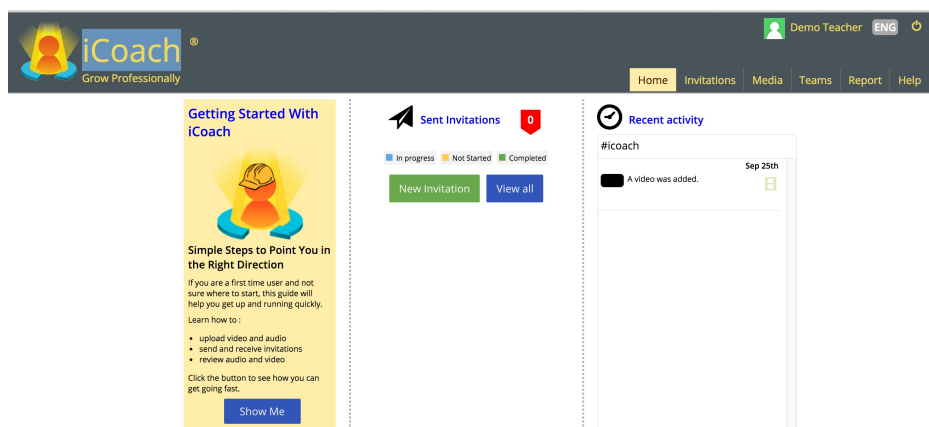 Demo Teacher ENG
iCoach ®
Grow Professionally
Home Invitations Media Teams Report Help
Getting Started With
iCoach
Simple Steps to Point You in
the Right Direction
If you are a first time user and not
sure where to start, this guide will
help you get up and running quickly.
Learn how to :
• upload video and audio
• send and receive invitations
• review audio and video
Click the button to see how you can
get going fast.
Show Me
Sent Invitations 0
In progress Not Started Completed
New Invitation View all
Recent activity
#icoach
Sep 25th
A video was added.